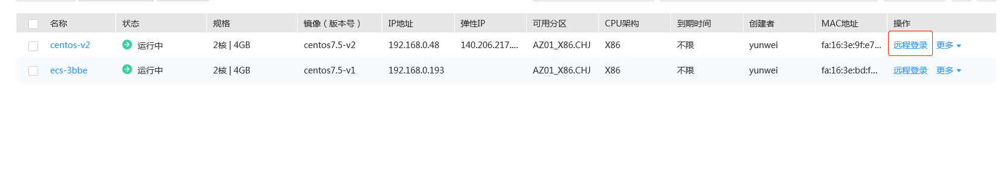 名称 状态 规格 镜像（版本号） IP地址 弹性IP 可用分区 CPU架构 到期时间 创建者 MAC地址 操作
centos-v2 运行中 2核 | 4GB centos7.5-v2 192.168.0.48 140.206.217.... AZ01_X86.CHJ X86 不限 yunwei fa:16:3e:9f:e7... 远程登录 更多
ecs-3bbe 运行中 2核 | 4GB centos7.5-v1 192.168.0.193 AZ01_X86.CHJ X86 不限 yunwei fa:16:3e:bd:f... 远程登录 更多